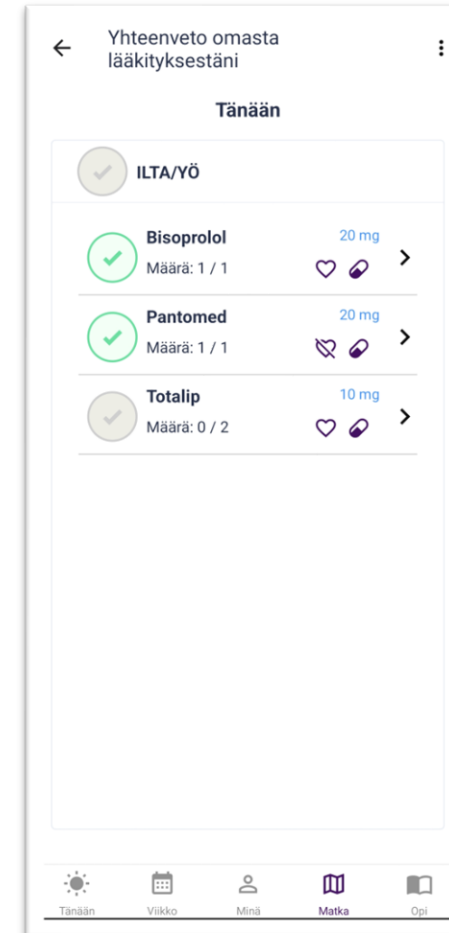 Yhteenveto omasta
lääkityksestäni
Tänään
ILTA/YÖ
Bisoprolol
20 mg
Määrä: 1 / 1
Pantomed
20 mg
Määrä: 1 / 1
Totalip
10 mg
Määrä: 0 / 2
Tänään
Viikko
Minä
Matka
Opi